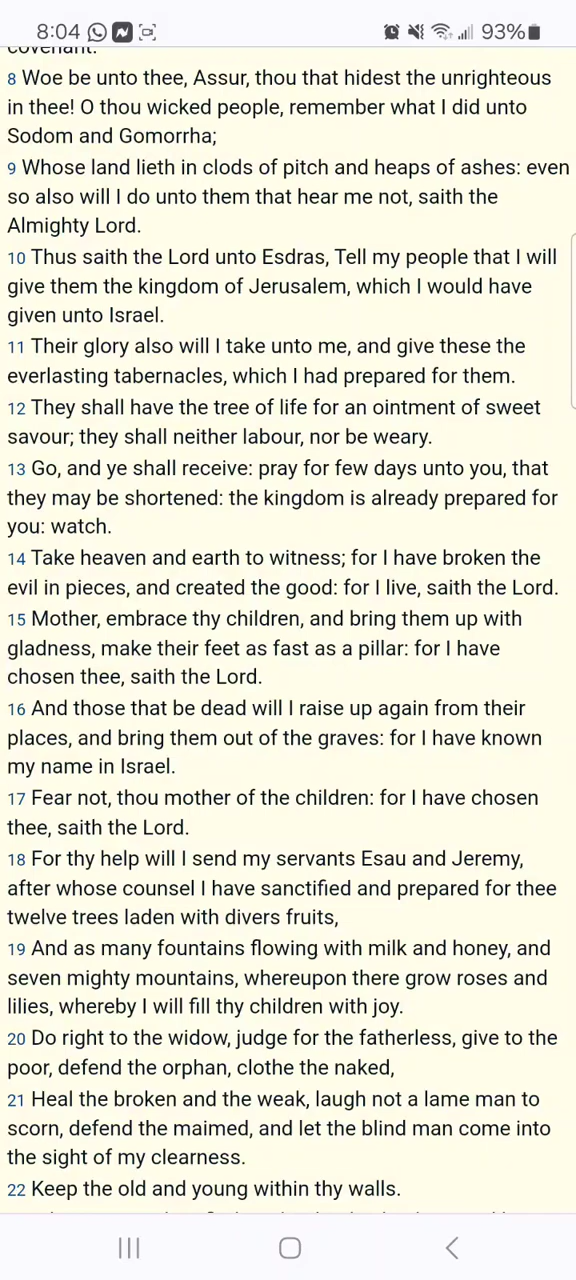 8:04 93%
covenant.
8 Woe be unto thee, Assur, thou that hidest the unrighteous
in thee! O thou wicked people, remember what I did unto
Sodom and Gomorrha;
9 Whose land lieth in clods of pitch and heaps of ashes: even
so also will I do unto them that hear me not, saith the
Almighty Lord.
10 Thus saith the Lord unto Esdras, Tell my people that I will
give them the kingdom of Jerusalem, which I would have
given unto Israel.
11 Their glory also will I take unto me, and give these the
everlasting tabernacles, which I had prepared for them.
12 They shall have the tree of life for an ointment of sweet
savour; they shall neither labour, nor be weary.
13 Go, and ye shall receive: pray for few days unto you, that
they may be shortened: the kingdom is already prepared for
you: watch.
14 Take heaven and earth to witness; for I have broken the
evil in pieces, and created the good: for I live, saith the Lord.
15 Mother, embrace thy children, and bring them up with
gladness, make their feet as fast as a pillar: for I have
chosen thee, saith the Lord.
16 And those that be dead will I raise up again from their
places, and bring them out of the graves: for I have known
my name in Israel.
17 Fear not, thou mother of the children: for I have chosen
thee, saith the Lord.
18 For thy help will I send my servants Esau and Jeremy,
after whose counsel I have sanctified and prepared for thee
twelve trees laden with divers fruits,
19 And as many fountains flowing with milk and honey, and
seven mighty mountains, whereupon there grow roses and
lilies, whereby I will fill thy children with joy.
20 Do right to the widow, judge for the fatherless, give to the
poor, defend the orphan, clothe the naked,
21 Heal the broken and the weak, laugh not a lame man to
scorn, defend the maimed, and let the blind man come into
the sight of my clearness.
22 Keep the old and young within thy walls.